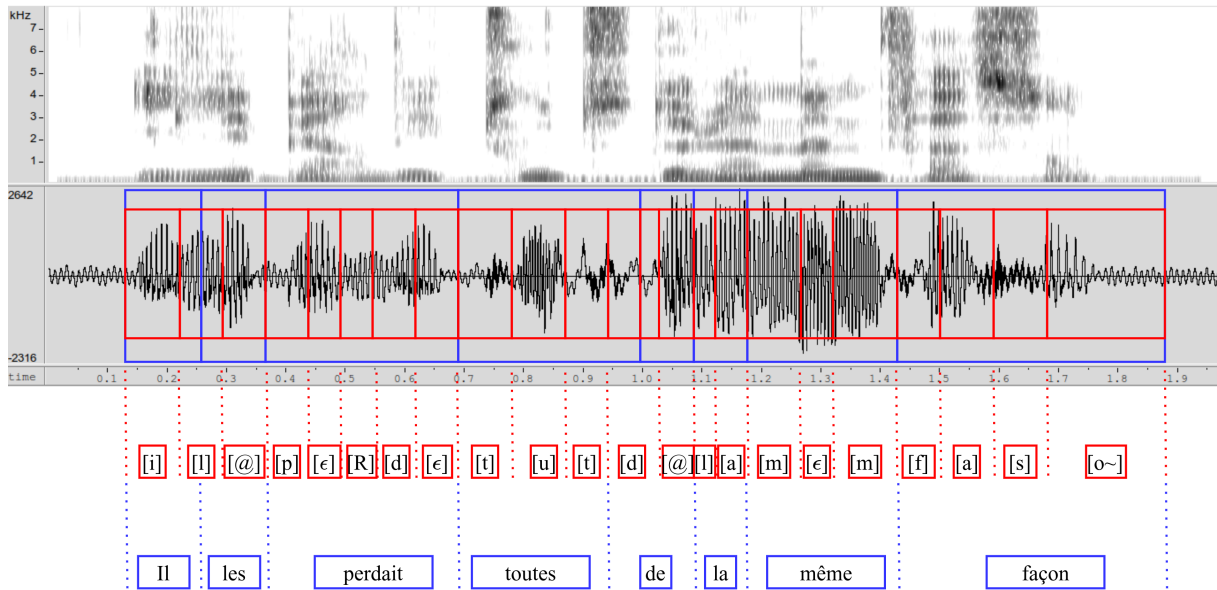 kHz
7
6
5
4
3
2
1
2642
-2316
time 0.1 0.2 0.3 0.4 0.5 0.6 0.7 0.8 0.9 1.0 1.1 1.2 1.3 1.4 1.5 1.6 1.7 1.8 1.9
[i] [l] [@] [p] [ϵ] [R] [d] [ϵ] [t] [u] [t] [d] [@] [l] [a] [m] [ϵ] [m] [f] [a] [s] [o~]
Il les perdait toutes de la même façon